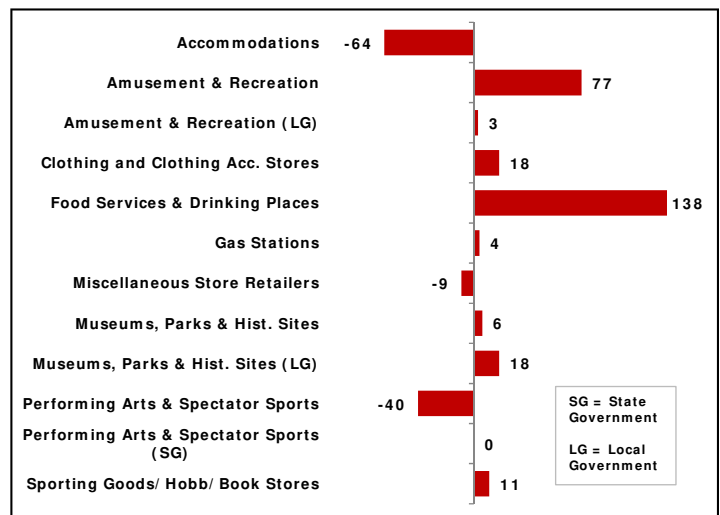 Accommodations -64
Amusement & Recreation 77
Amusement & Recreation (LG) 3
Clothing and Clothing Acc. Stores 18
Food Services & Drinking Places 138
Gas Stations 4
Miscellaneous Store Retailers -9
Museums, Parks & Hist. Sites 6
Museums, Parks & Hist. Sites (LG) 18
Performing Arts & Spectator Sports -40
Performing Arts & Spectator Sports
(SG) 0
Sporting Goods/ Hobb/ Book Stores 11
SG = State
Government
LG = Local
Government